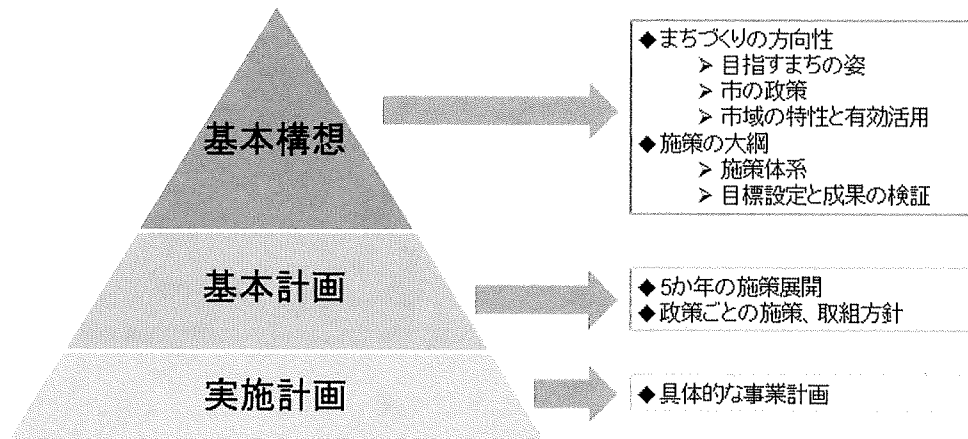 基本構想
◆まちづくりの方向性
➢ 目指すまちの姿
➢ 市の政策
➢ 市域の特性と有効活用
◆施策の大綱
➢ 施策体系
➢ 目標設定と成果の検証
基本計画
◆5か年の施策展開
◆政策ごとの施策、取組方針
実施計画
◆具体的な事業計画